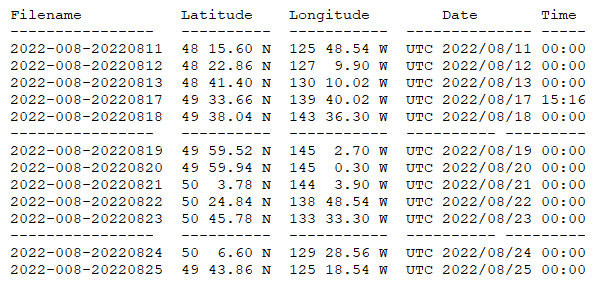 Filename           Latitude    Longitude        Date       Time
----------------   ----------  -----------  -------------- -----
2022-008-20220811   48 15.60 N  125 48.54 W  UTC 2022/08/11 00:00
2022-008-20220812   48 22.86 N  127  9.90 W  UTC 2022/08/12 00:00
2022-008-20220813   48 41.40 N  130 10.02 W  UTC 2022/08/13 00:00
2022-008-20220817   49 33.66 N  139 40.02 W  UTC 2022/08/17 15:16
2022-008-20220818   49 38.04 N  143 36.30 W  UTC 2022/08/18 00:00
----------------   ----------  -----------  ---------- ---------
2022-008-20220819   49 59.52 N  145  2.70 W  UTC 2022/08/19 00:00
2022-008-20220820   49 59.94 N  145  0.30 W  UTC 2022/08/20 00:00
2022-008-20220821   50  3.78 N  144  3.90 W  UTC 2022/08/21 00:00
2022-008-20220822   50 24.84 N  138 48.54 W  UTC 2022/08/22 00:00
2022-008-20220823   50 45.78 N  133 33.30 W  UTC 2022/08/23 00:00
----------------   ----------  -----------  ---------- ---------
2022-008-20220824   50  6.60 N  129 28.56 W  UTC 2022/08/24 00:00
2022-008-20220825   49 43.86 N  125 18.54 W  UTC 2022/08/25 00:00